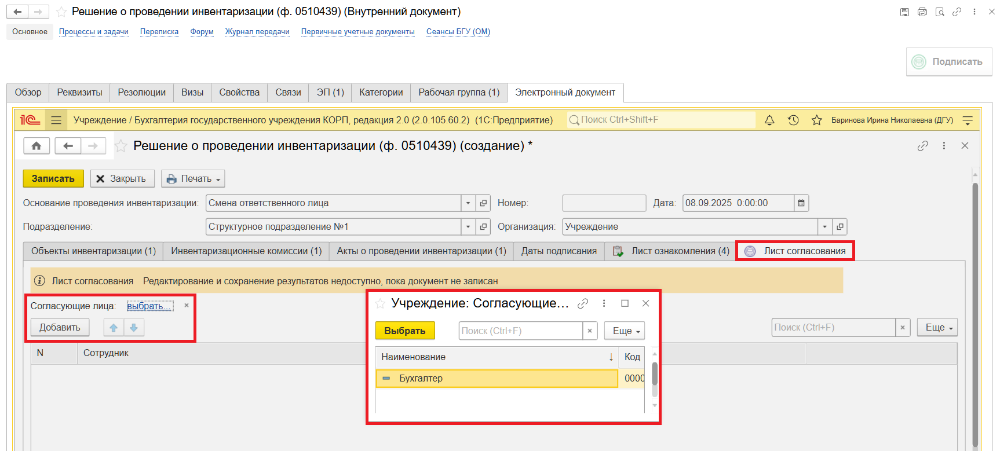 Решение о проведении инвентаризации (ф. 0510439) (Внутренний документ)
Основное Процессы и задачи Переписка Форум Журнал передачи Первичные учетные документы Сеансы БГУ (ОМ)
Подписать
Обзор Реквизиты Резолюции Визы Свойства Связи ЭП (1) Категории Рабочая группа (1) Электронный документ
1С Учреждение / Бухгалтерия государственного учреждения КОРП, редакция 2.0 (2.0.105.60.2) (1С:Предприятие) Поиск Ctrl+Shift+F Баринова Ирина Николаевна (ДГУ)
Решение о проведении инвентаризации (ф. 0510439) (создание) *
Записать Закрыть Печать
Основание проведения инвентаризации: Смена ответственного лица Номер: Дата: 08.09.2025 0:00:00
Подразделение: Структурное подразделение №1 Организация: Учреждение
Объекты инвентаризации (1) Инвентаризационные комиссии (1) Акты о проведении инвентаризации (1) Даты подписания Лист ознакомления (4) Лист согласования
Лист согласования Редактирование и сохранение результатов недоступно, пока документ не записан
Согласующие лица: выбрать...
Добавить Поиск (Ctrl+F) Еще
N Сотрудник
Учреждение: Согласующие...
Выбрать Поиск (Ctrl+F) Еще
Наименование Код
Бухгалтер 0000